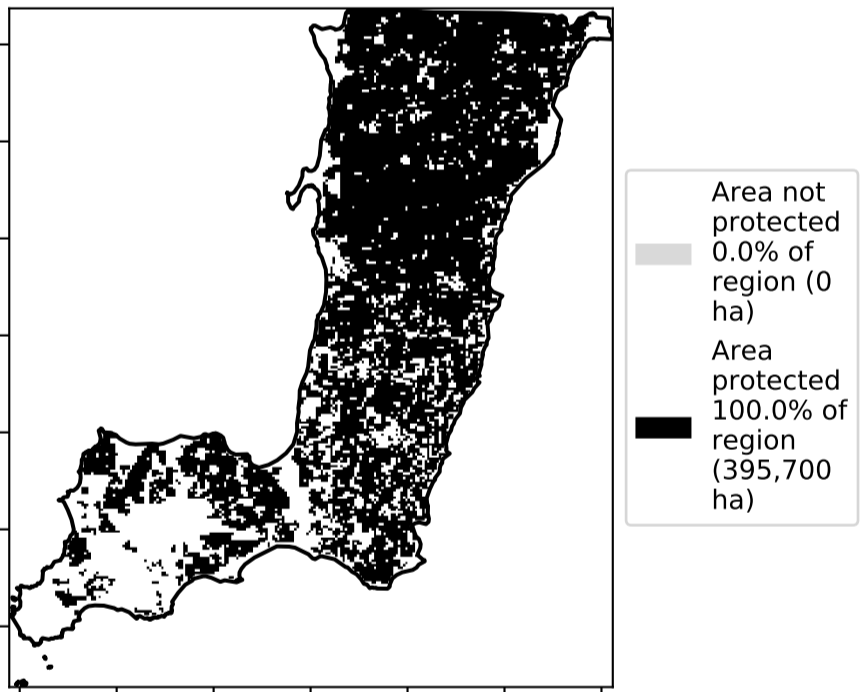 Area not
protected
0.0% of
region (0
ha)
Area
protected
100.0% of
region
(395,700
ha)